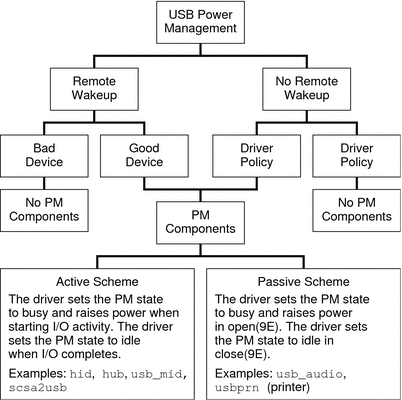 USB Power
Management
Remote
Wakeup
No Remote
Wakeup
Bad
Device
Good
Device
Driver
Policy
Driver
Policy
No PM
Components
PM
Components
No PM
Components
Active Scheme
The driver sets the PM state
to busy and raises power when
starting I/O activity. The driver
sets the PM state to idle
when I/O completes.
Examples: hid, hub, usb_mid,
scsa2usb
Passive Scheme
The driver sets the PM state
to busy and raises power
in open(9E). The driver sets
the PM state to idle in
close(9E).
Examples: usb_audio,
usbprn (printer)